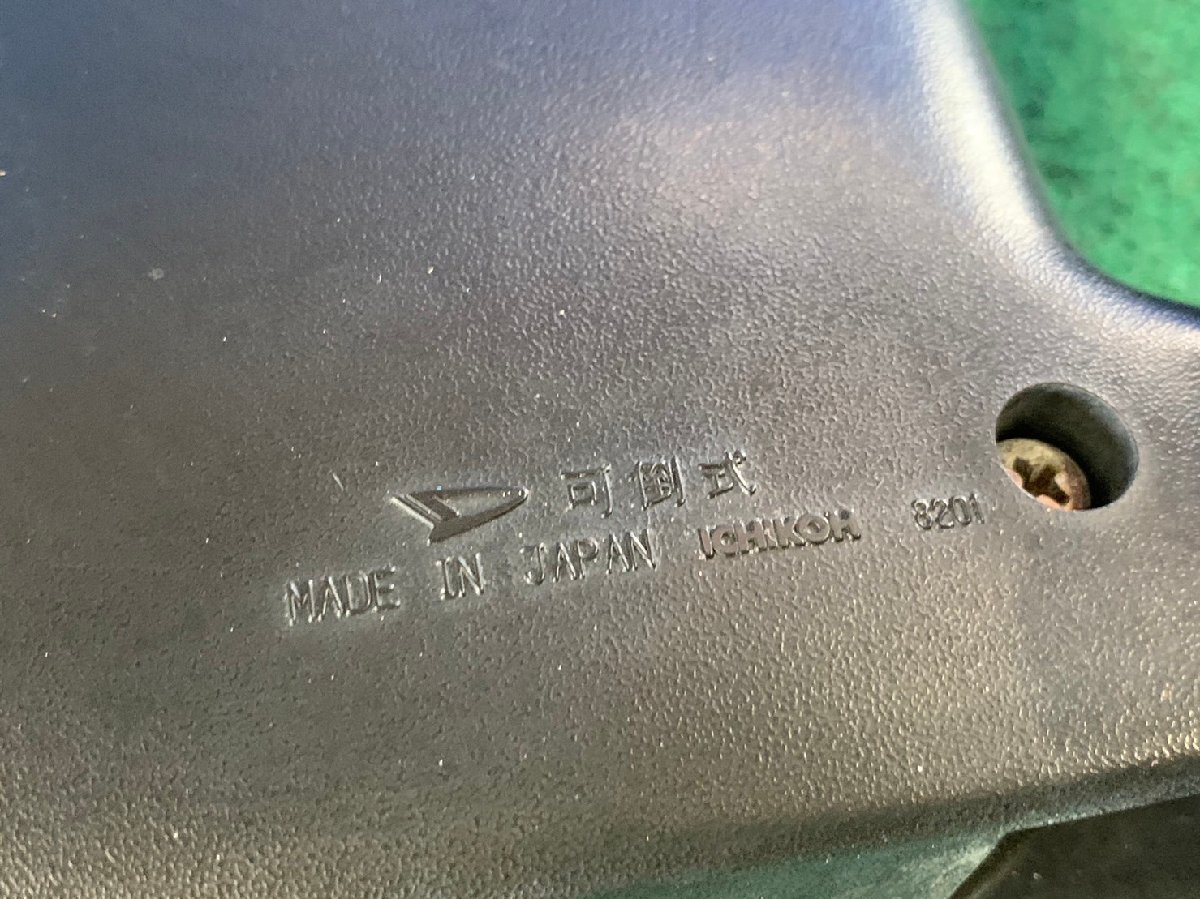 可倒式
MADE IN JAPAN ICHIKOH 8201